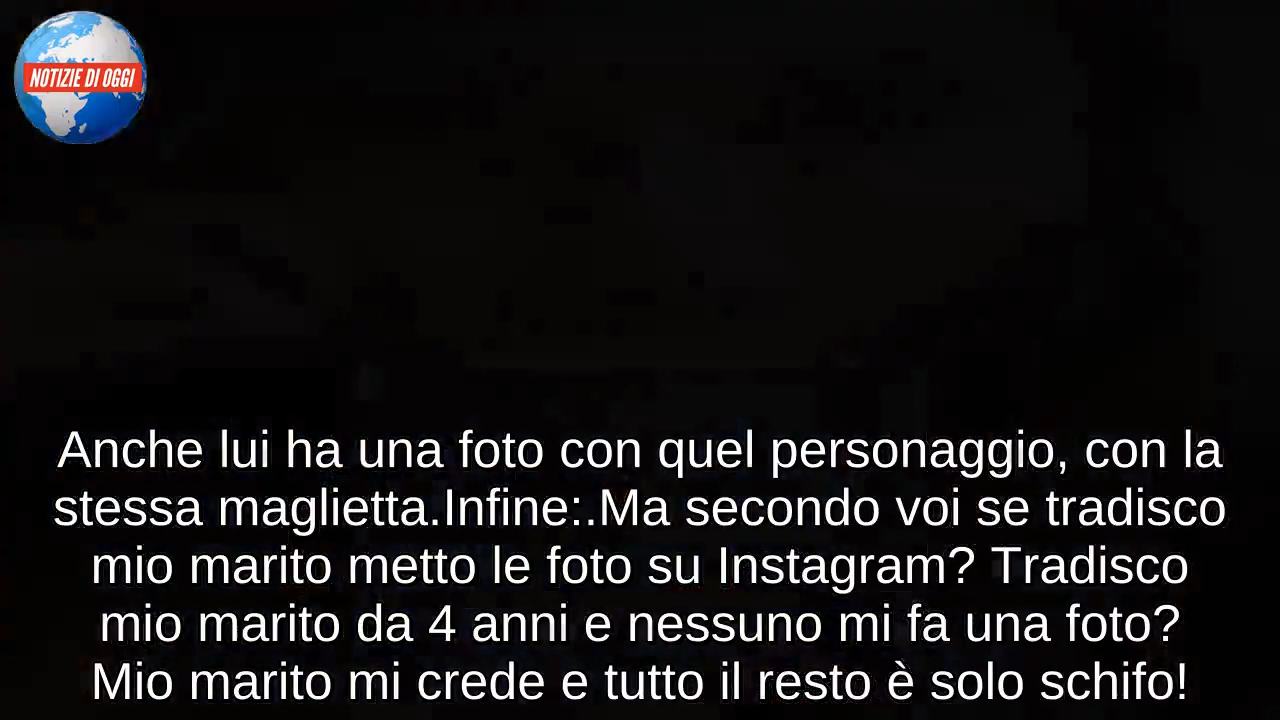 NOTIZIE DI OGGI
Anche lui ha una foto con quel personaggio, con la
stessa maglietta.Infine:.Ma secondo voi se tradisco
mio marito metto le foto su Instagram? Tradisco
mio marito da 4 anni e nessuno mi fa una foto?
Mio marito mi crede e tutto il resto è solo schifo!